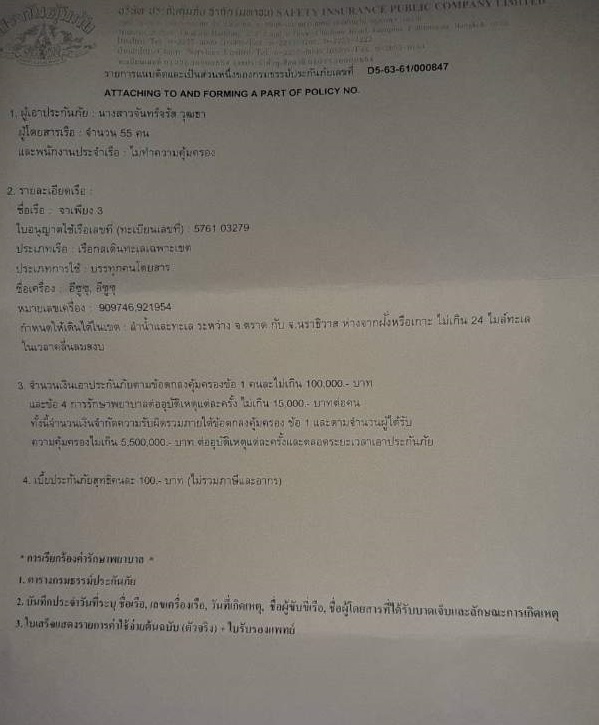 บริษัท ประกันคุ้มภัย จำกัด (มหาชน) SAFETY INSURANCE PUBLIC COMPANY LIMITED
รายการแนบติดและเป็นส่วนหนึ่งของกรมธรรม์ประกันภัยเลขที่ D5-63-61/000847
ATTACHING TO AND FORMING A PART OF POLICY NO.
1. ผู้เอาประกันภัย : นางสาวจันทร์จรัส วุฒชา
ผู้โดยสารเรือ : จำนวน 55 คน
และพนักงานประจำเรือ : ไม่ทำความคุ้มครอง
2. รายละเอียดเรือ :
ชื่อเรือ : จาเพียง 3
ใบอนุญาตใช้เรือเลขที่ (ทะเบียนเลขที่) : 5761 03279
ประเภทเรือ : เรือกลเดินทะเลเฉพาะเขต
ประเภทการใช้ : บรรทุกคนโดยสาร
ชื่อเครื่อง : อีซูซุ, อีซูซุ
หมายเลขเครื่อง : 909746,921954
กำหนดให้เดินได้ในเขต : ลำน้ำและทะเล ระหว่าง จ.ตราด กับ จ.นราธิวาส ห่างจากฝั่งหรือเกาะ ไม่เกิน 24 ไมล์ทะเล
ในเวลาคลื่นลมสงบ
3. จำนวนเงินเอาประกันภัยตามข้อตกลงคุ้มครองข้อ 1 คนละไม่เกิน 100,000.- บาท
และข้อ 4 การรักษาพยาบาลต่ออุบัติเหตุแต่ละครั้ง ไม่เกิน 15,000.- บาทต่อคน
ทั้งนี้จำนวนเงินจำกัดความรับผิดรวมภายใต้ข้อตกลงคุ้มครอง ข้อ 1 และตามจำนวนผู้ได้รับ
ความคุ้มครองไม่เกิน 5,500,000.- บาท ต่ออุบัติเหตุแต่ละครั้งและตลอดระยะเวลาเอาประกันภัย
4. เบี้ยประกันภัยสุทธิคนละ 100.- บาท (ไม่รวมภาษีและอากร)
* การเรียกร้องค่ารักษาพยาบาล *
1. ตารางกรมธรรม์ประกันภัย
2. บันทึกประจำวันที่ระบุ ชื่อเรือ, เลขเครื่องเรือ, วันที่เกิดเหตุ, ชื่อผู้ขับขี่เรือ, ชื่อผู้โดยสารที่ได้รับบาดเจ็บและลักษณะการเกิดเหตุ
3. ใบเสร็จแสดงรายการค่าใช้จ่ายต้นฉบับ (ตัวจริง) + ใบรับรองแพทย์